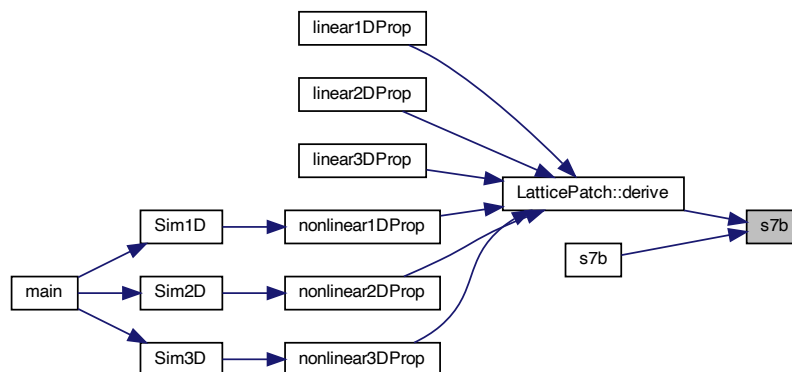 linear1DProp
linear2DProp
linear3DProp
LatticePatch::derive
Sim1D
nonlinear1DProp
s7b
s7b
main
Sim2D
nonlinear2DProp
Sim3D
nonlinear3DProp